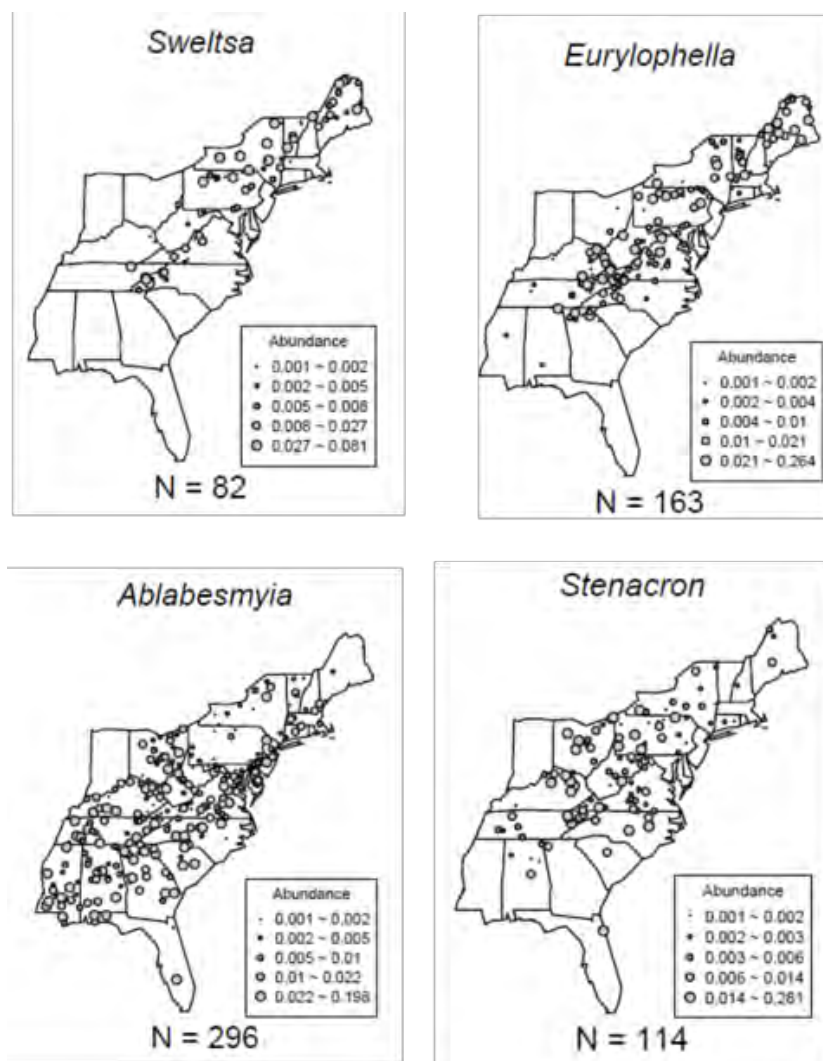 Sweltsa
Abundance
0.001 ~ 0.002
0.002 ~ 0.005
0.005 ~ 0.008
0.008 ~ 0.027
0.027 ~ 0.081
N = 82
Eurylophella
Abundance
0.001 ~ 0.002
0.002 ~ 0.004
0.004 ~ 0.01
0.01 ~ 0.021
0.021 ~ 0.264
N = 163
Ablabesmyia
Abundance
0.001 ~ 0.002
0.002 ~ 0.005
0.005 ~ 0.01
0.01 ~ 0.022
0.022 ~ 0.198
N = 296
Stenacron
Abundance
0.001 ~ 0.002
0.002 ~ 0.003
0.003 ~ 0.006
0.006 ~ 0.014
0.014 ~ 0.281
N = 114